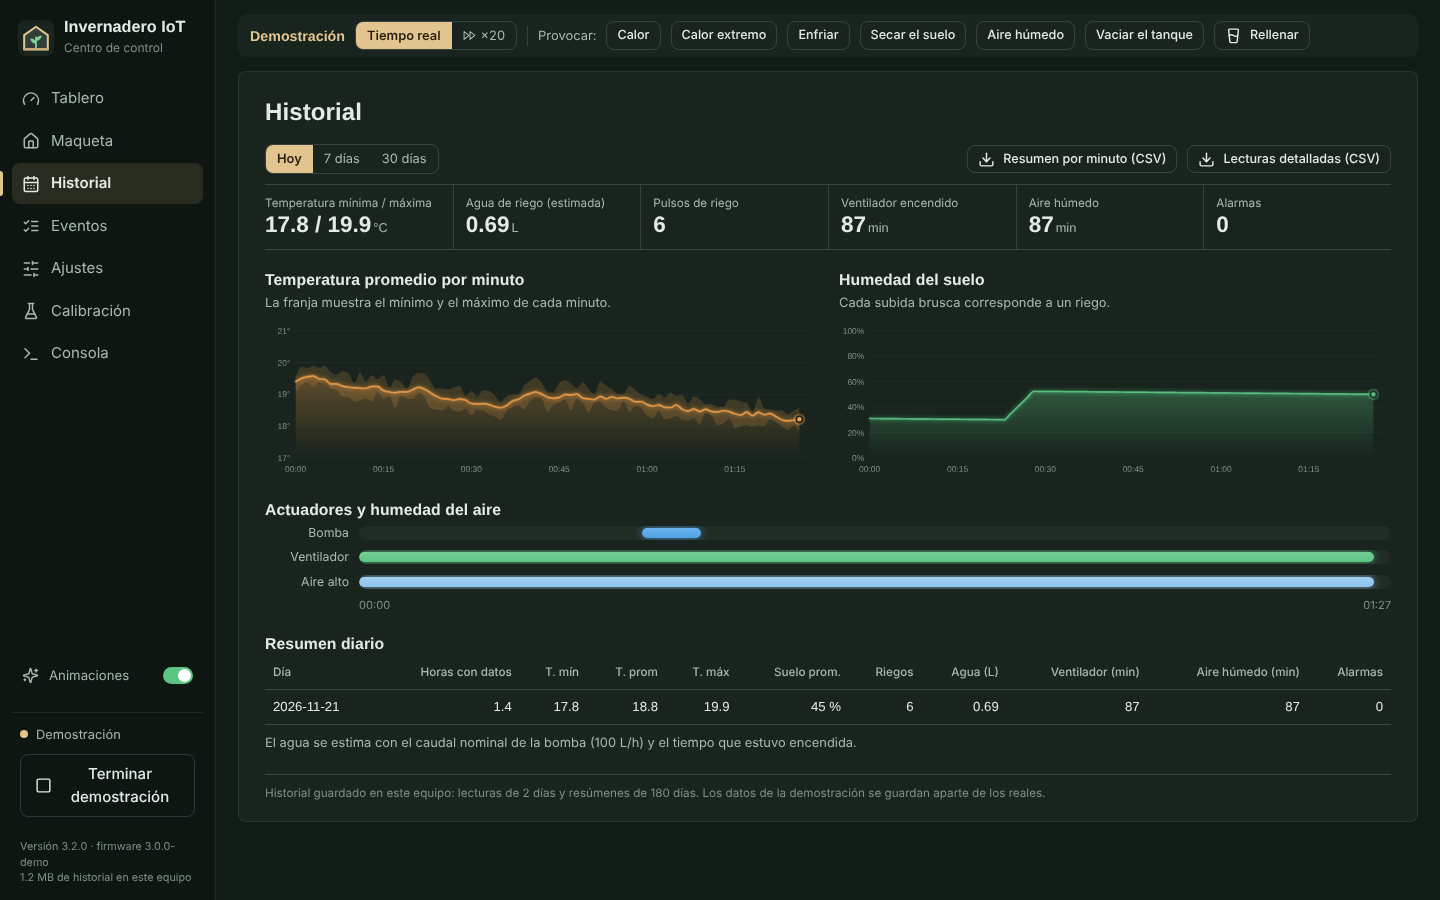 Invernadero IoT
Centro de control
Tablero
Maqueta
Historial
Eventos
Ajustes
Calibración
Consola
Animaciones
Demostración
Terminar
demostración
Versión 3.2.0 · firmware 3.0.0-
demo
1.2 MB de historial en este equipo
Demostración Tiempo real ×20 Provocar: Calor Calor extremo Enfriar Secar el suelo Aire húmedo Vaciar el tanque Rellenar
Historial
Hoy 7 días 30 días Resumen por minuto (CSV) Lecturas detalladas (CSV)
Temperatura mínima / máxima Agua de riego (estimada) Pulsos de riego Ventilador encendido Aire húmedo Alarmas
17.8 / 19.9 °C 0.69 L 6 87 min 87 min 0
Temperatura promedio por minuto
La franja muestra el mínimo y el máximo de cada minuto.
21°
20°
19°
18°
17°
00:00 00:15 00:30 00:45 01:00 01:15
Humedad del suelo
Cada subida brusca corresponde a un riego.
100%
80%
60%
40%
20%
0%
00:00 00:15 00:30 00:45 01:00 01:15
Actuadores y humedad del aire
Bomba
Ventilador
Aire alto
00:00 01:27
Resumen diario
Día Horas con datos T. mín T. prom T. máx Suelo prom. Riegos Agua (L) Ventilador (min) Aire húmedo (min) Alarmas
2026-11-21 1.4 17.8 18.8 19.9 45 % 6 0.69 87 87 0
El agua se estima con el caudal nominal de la bomba (100 L/h) y el tiempo que estuvo encendida.
Historial guardado en este equipo: lecturas de 2 días y resúmenes de 180 días. Los datos de la demostración se guardan aparte de los reales.